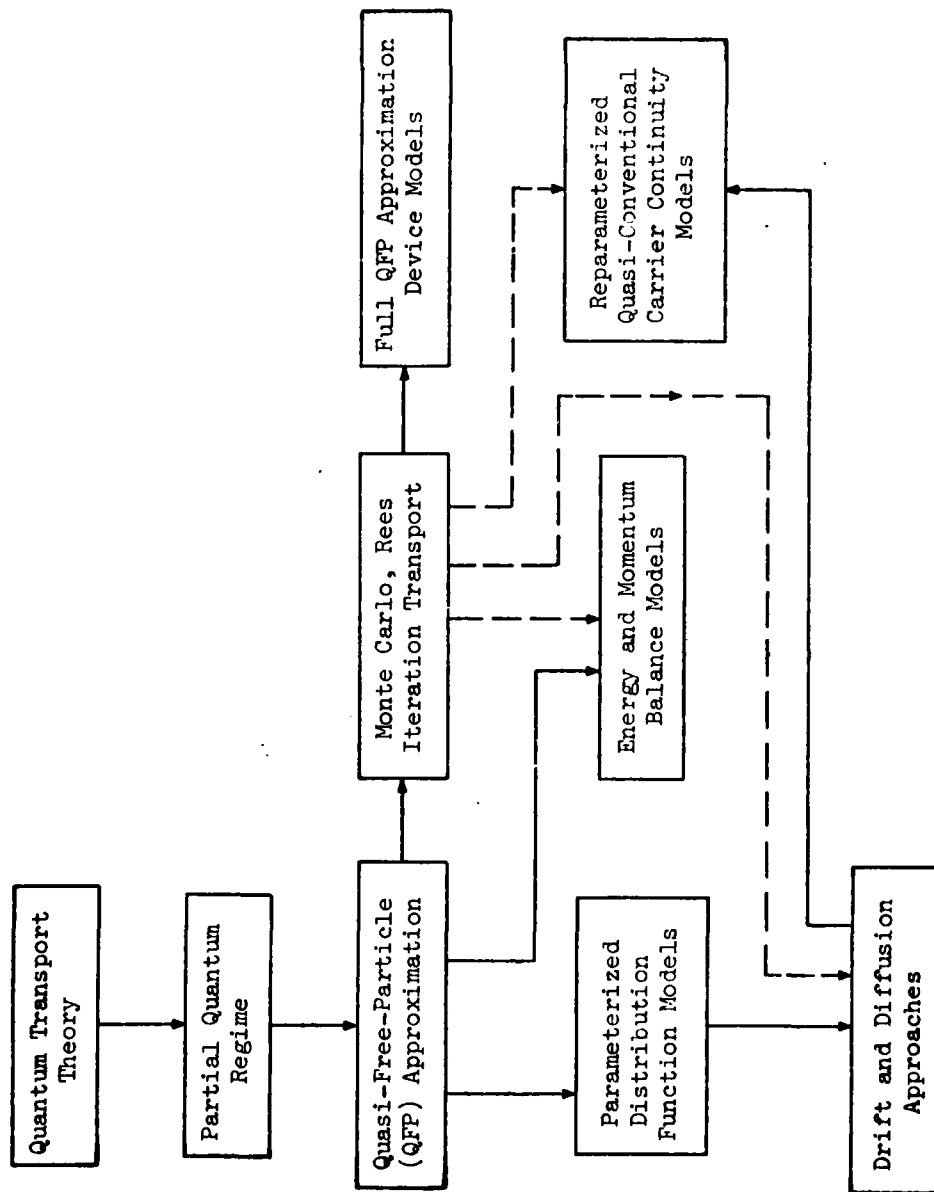 Quantum Transport
Theory
Partial Quantum
Regime
Quasi-Free-Particle
(QFP) Approximation
Monte Carlo, Rees
Iteration Transport
Full QFP Approximation
Device Models
Parameterized
Distribution
Function Models
Energy and Momentum
Balance Models
Reparameterized
Quasi-Conventional
Carrier Continuity
Models
Drift and Diffusion
Approaches